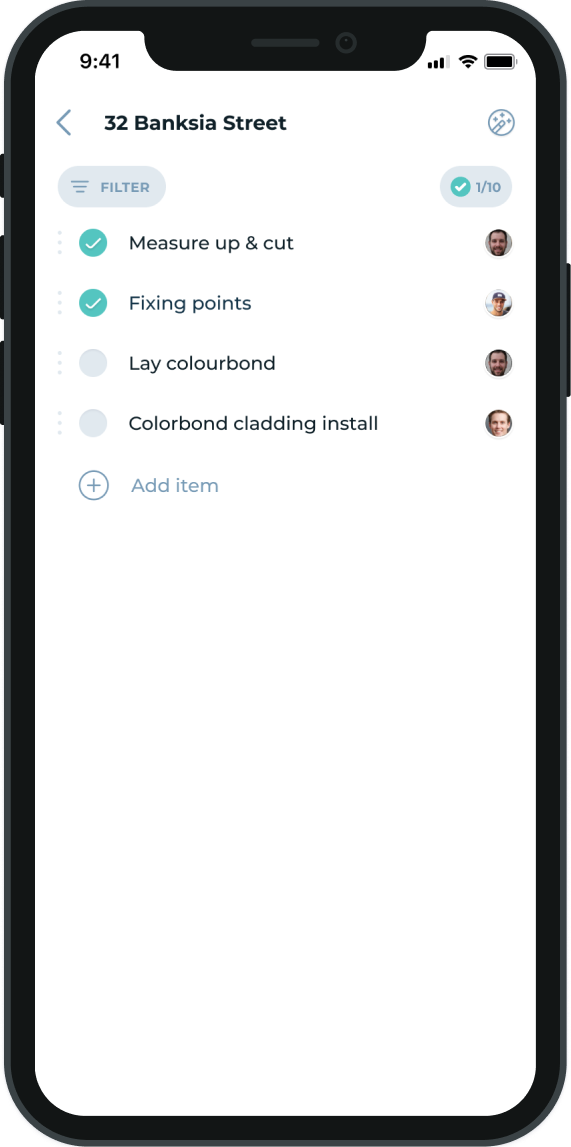 9:41
32 Banksia Street
FILTER
1/10
Measure up & cut
Fixing points
Lay colourbond
Colorbond cladding install
Add item